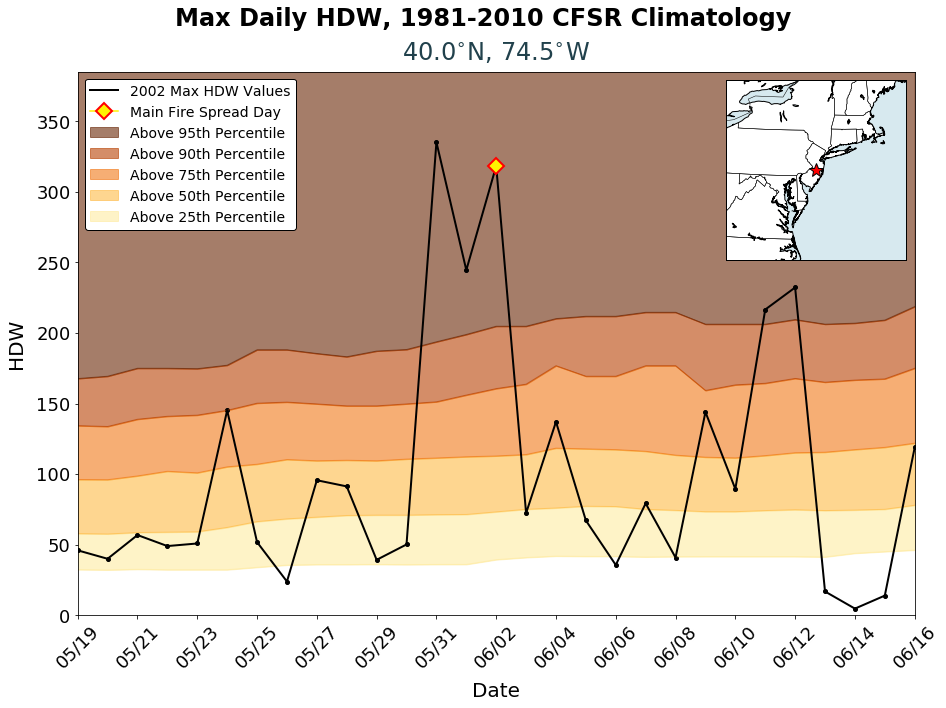 Max Daily HDW, 1981-2010 CFSR Climatology
40.0°N, 74.5°W
2002 Max HDW Values
Main Fire Spread Day
Above 95th Percentile
Above 90th Percentile
Above 75th Percentile
Above 50th Percentile
Above 25th Percentile
HDW
350
300
250
200
150
100
50
0
05/19
05/21
05/23
05/25
05/27
05/29
05/31
06/02
06/04
06/06
06/08
06/10
06/12
06/14
06/16
Date